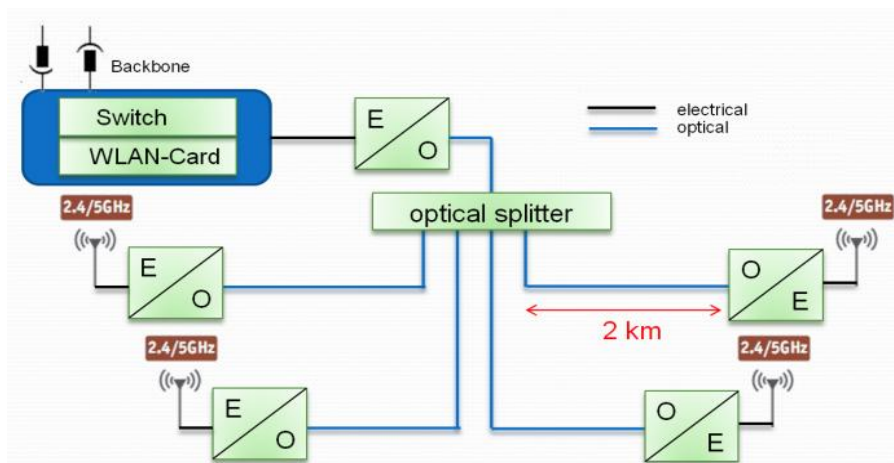 Backbone
Switch
WLAN-Card
E
O
electrical
optical
optical splitter
2.4/5GHz
E
O
2.4/5GHz
O
E
2 km
2.4/5GHz
E
O
2.4/5GHz
O
E